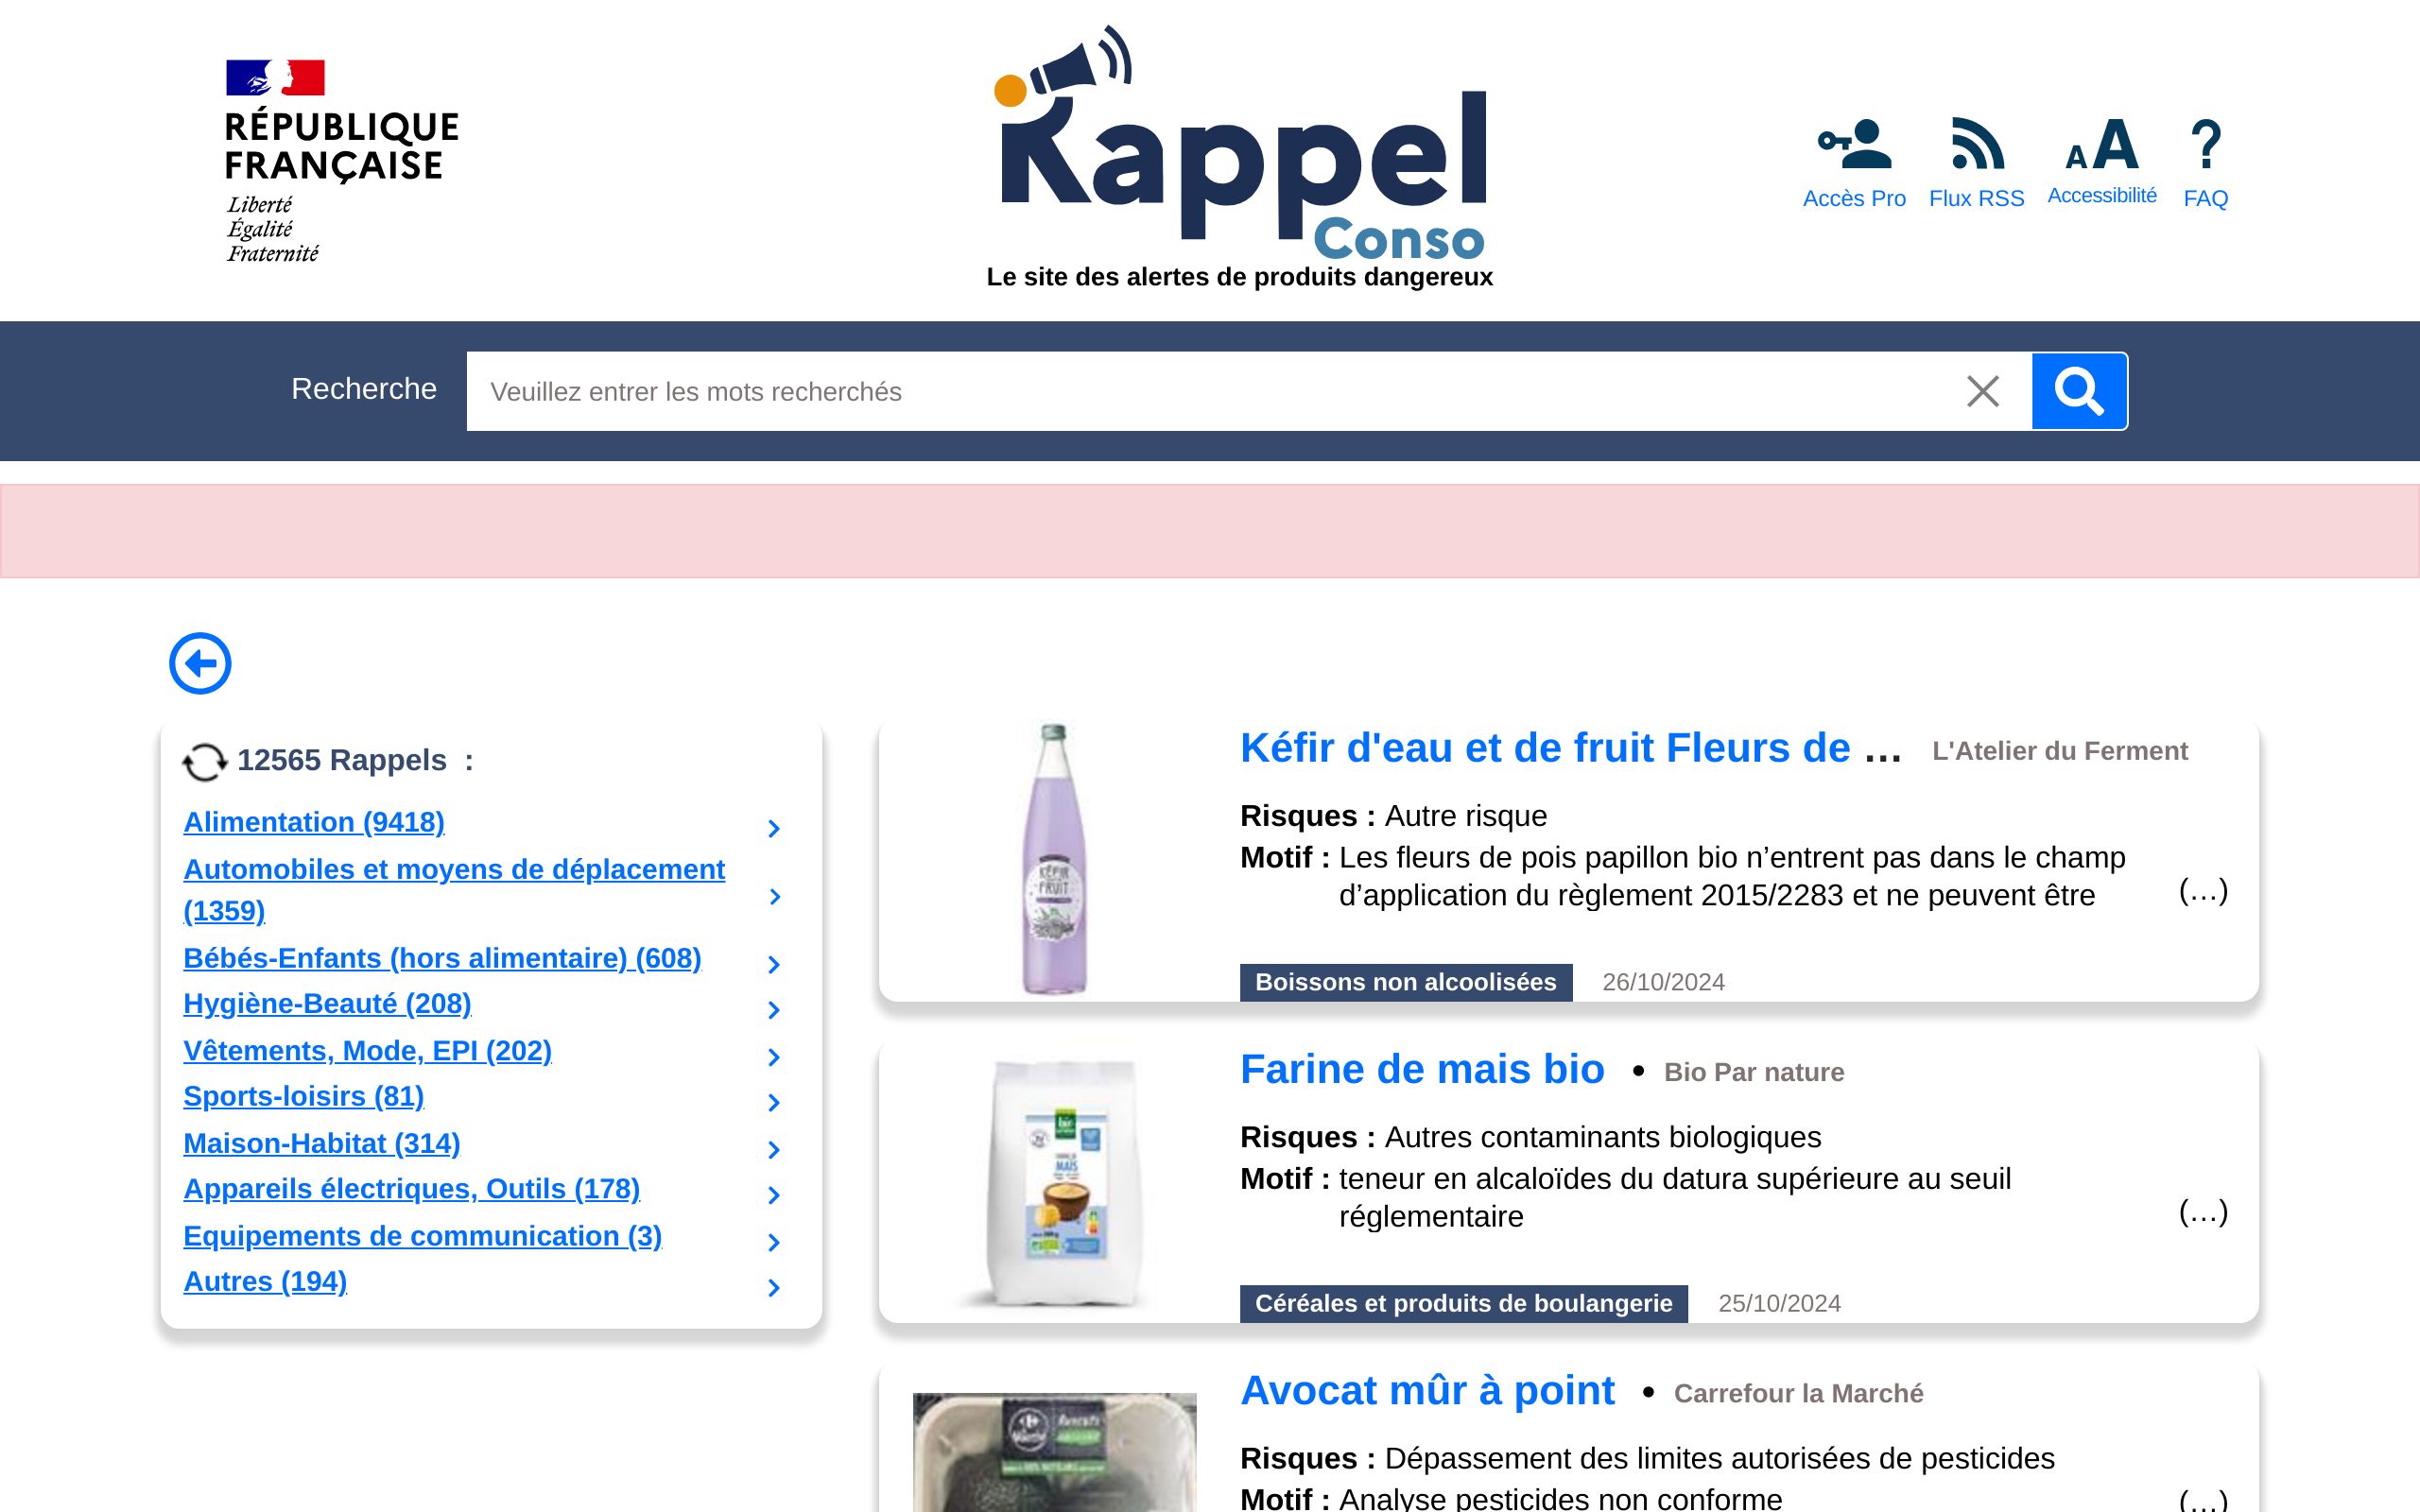 RÉPUBLIQUE
FRANÇAISE
Liberté
Égalité
Fraternité
Rappel
Conso
Le site des alertes de produits dangereux
Accès Pro
Flux RSS
AA
Accessibilité
?
FAQ
Recherche
Veuillez entrer les mots recherchés
12565 Rappels :
Alimentation (9418)
Automobiles et moyens de déplacement
(1359)
Bébés-Enfants (hors alimentaire) (608)
Hygiène-Beauté (208)
Vêtements, Mode, EPI (202)
Sports-loisirs (81)
Maison-Habitat (314)
Appareils électriques, Outils (178)
Equipements de communication (3)
Autres (194)
KÉFIR
FRUIT
Kéfir d'eau et de fruit Fleurs de ... L'Atelier du Ferment
Risques : Autre risque
Motif : Les fleurs de pois papillon bio n’entrent pas dans le champ
d’application du règlement 2015/2283 et ne peuvent être
(...)
Boissons non alcoolisées 26/10/2024
bio
MAÏS
Farine de mais bio • Bio Par nature
Risques : Autres contaminants biologiques
Motif : teneur en alcaloïdes du datura supérieure au seuil
réglementaire
(...)
Céréales et produits de boulangerie 25/10/2024
Avocats
Avocat mûr à point • Carrefour la Marché
Risques : Dépassement des limites autorisées de pesticides
Motif : Analyse pesticides non conforme
(...)